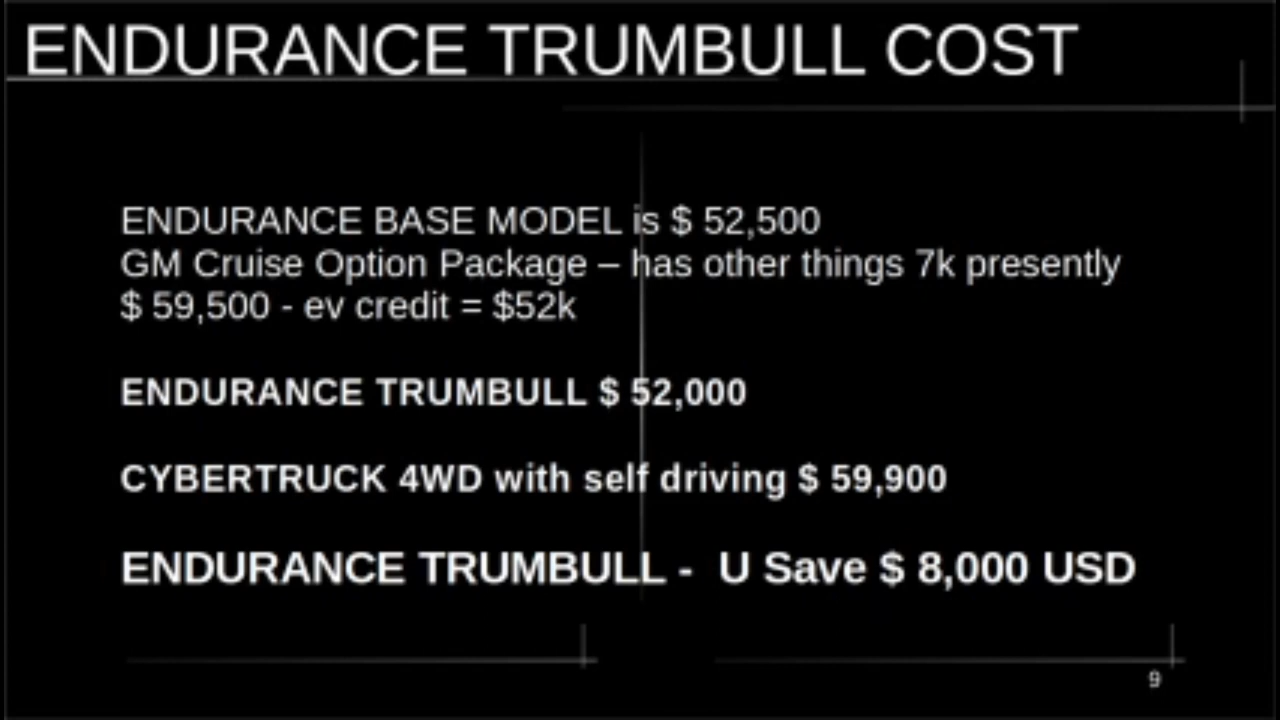 ENDURANCE TRUMBULL COST
ENDURANCE BASE MODEL is $ 52,500
GM Cruise Option Package – has other things 7k presently
$ 59,500 - ev credit = $52k
ENDURANCE TRUMBULL $ 52,000
CYBERTRUCK 4WD with self driving $ 59,900
ENDURANCE TRUMBULL - U Save $ 8,000 USD
9